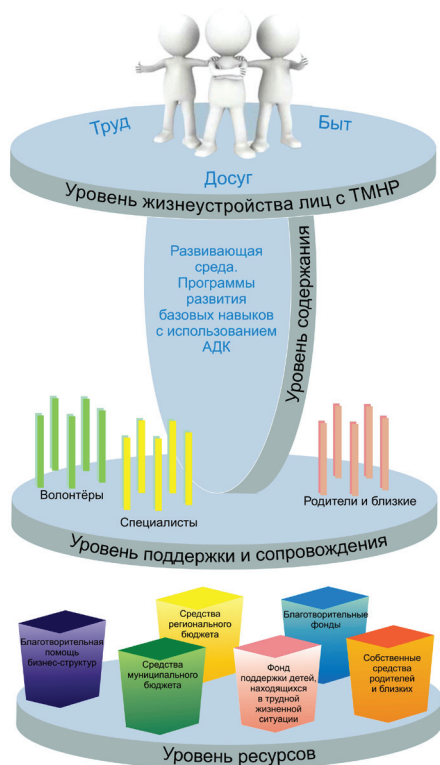 Труд
Быт
Досуг
Уровень жизнеустройства лиц с ТМНР
Развивающая
среда.
Программы
развития
базовых навыков
с использованием
АДК
Уровень содержания
Волонтёры
Специалисты
Родители и близкие
Уровень поддержки и сопровождения
Благотворительная
помощь
бизнес-структур
Средства
регионального
бюджета
Благотворительные
фонды
Средства
муниципального
бюджета
Фонд
поддержки детей,
находящихся
в трудной
жизненной
ситуации
Собственные
средства
родителей
и близких
Уровень ресурсов